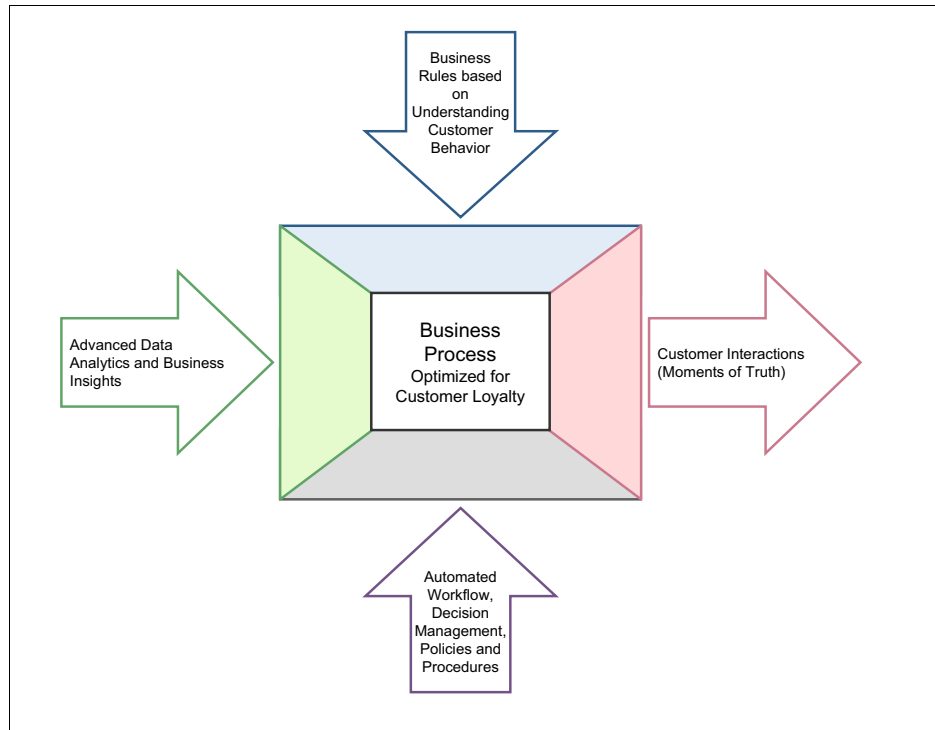 Business
Rules based
on
Understanding
Customer
Behavior
Advanced Data
Analytics and Business
Insights
Business
Process
Optimized for
Customer Loyalty
Customer Interactions
(Moments of Truth)
Automated
Workflow,
Decision
Management,
Policies and
Procedures